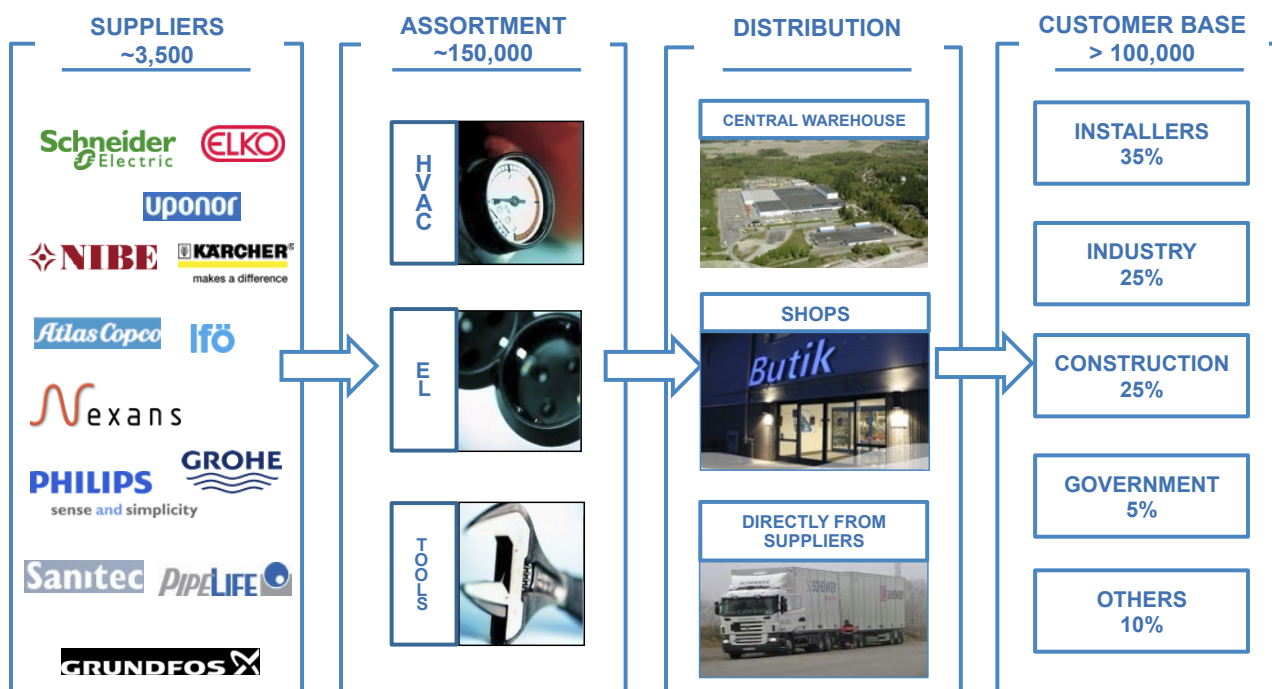 SUPPLIERS
~3,500
Schneider
Electric
ELKO
uponor
NIBE
KÄRCHER
makes a difference
Atlas Copco
Ifö
Nexans
GROHE
PHILIPS
sense and simplicity
Sanitec
PIPELIFE
GRUNDFOS
ASSORTMENT
~150,000
HVAC
EL
TOOLS
DISTRIBUTION
CENTRAL WAREHOUSE
SHOPS
Butik
DIRECTLY FROM
SUPPLIERS
SCHENKER
CUSTOMER BASE
> 100,000
INSTALLERS
35%
INDUSTRY
25%
CONSTRUCTION
25%
GOVERNMENT
5%
OTHERS
10%